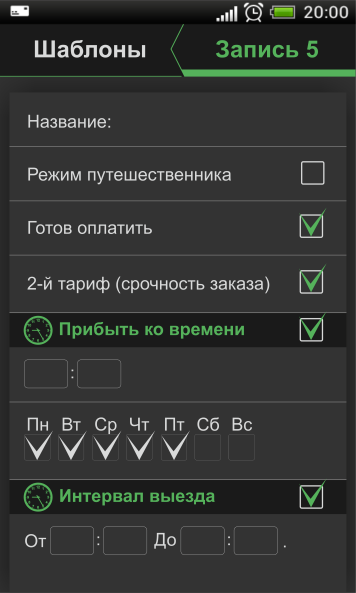 20:00
Шаблоны Запись 5
Название:
Режим путешественника
Готов оплатить
2-й тариф (срочность заказа)
Прибыть ко времени
:
Пн Вт Ср Чт Пт Сб Вс
Интервал выезда
От : До : .